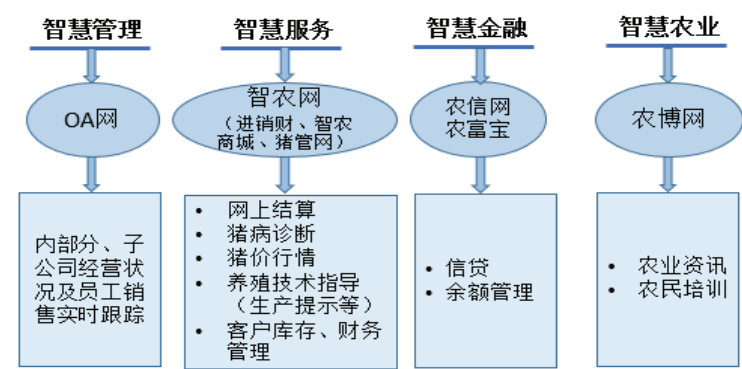 智慧管理
OA网
内部分、子
公司经营状
况及员工销
售实时跟踪
智慧服务
智农网
（进销财、智农
商城、猪管网）
• 网上结算
• 猪病诊断
• 猪价行情
• 养殖技术指导
（生产提示等）
• 客户库存、财务
管理
智慧金融
农信网
农富宝
• 信贷
• 余额管理
智慧农业
农博网
• 农业资讯
• 农民培训